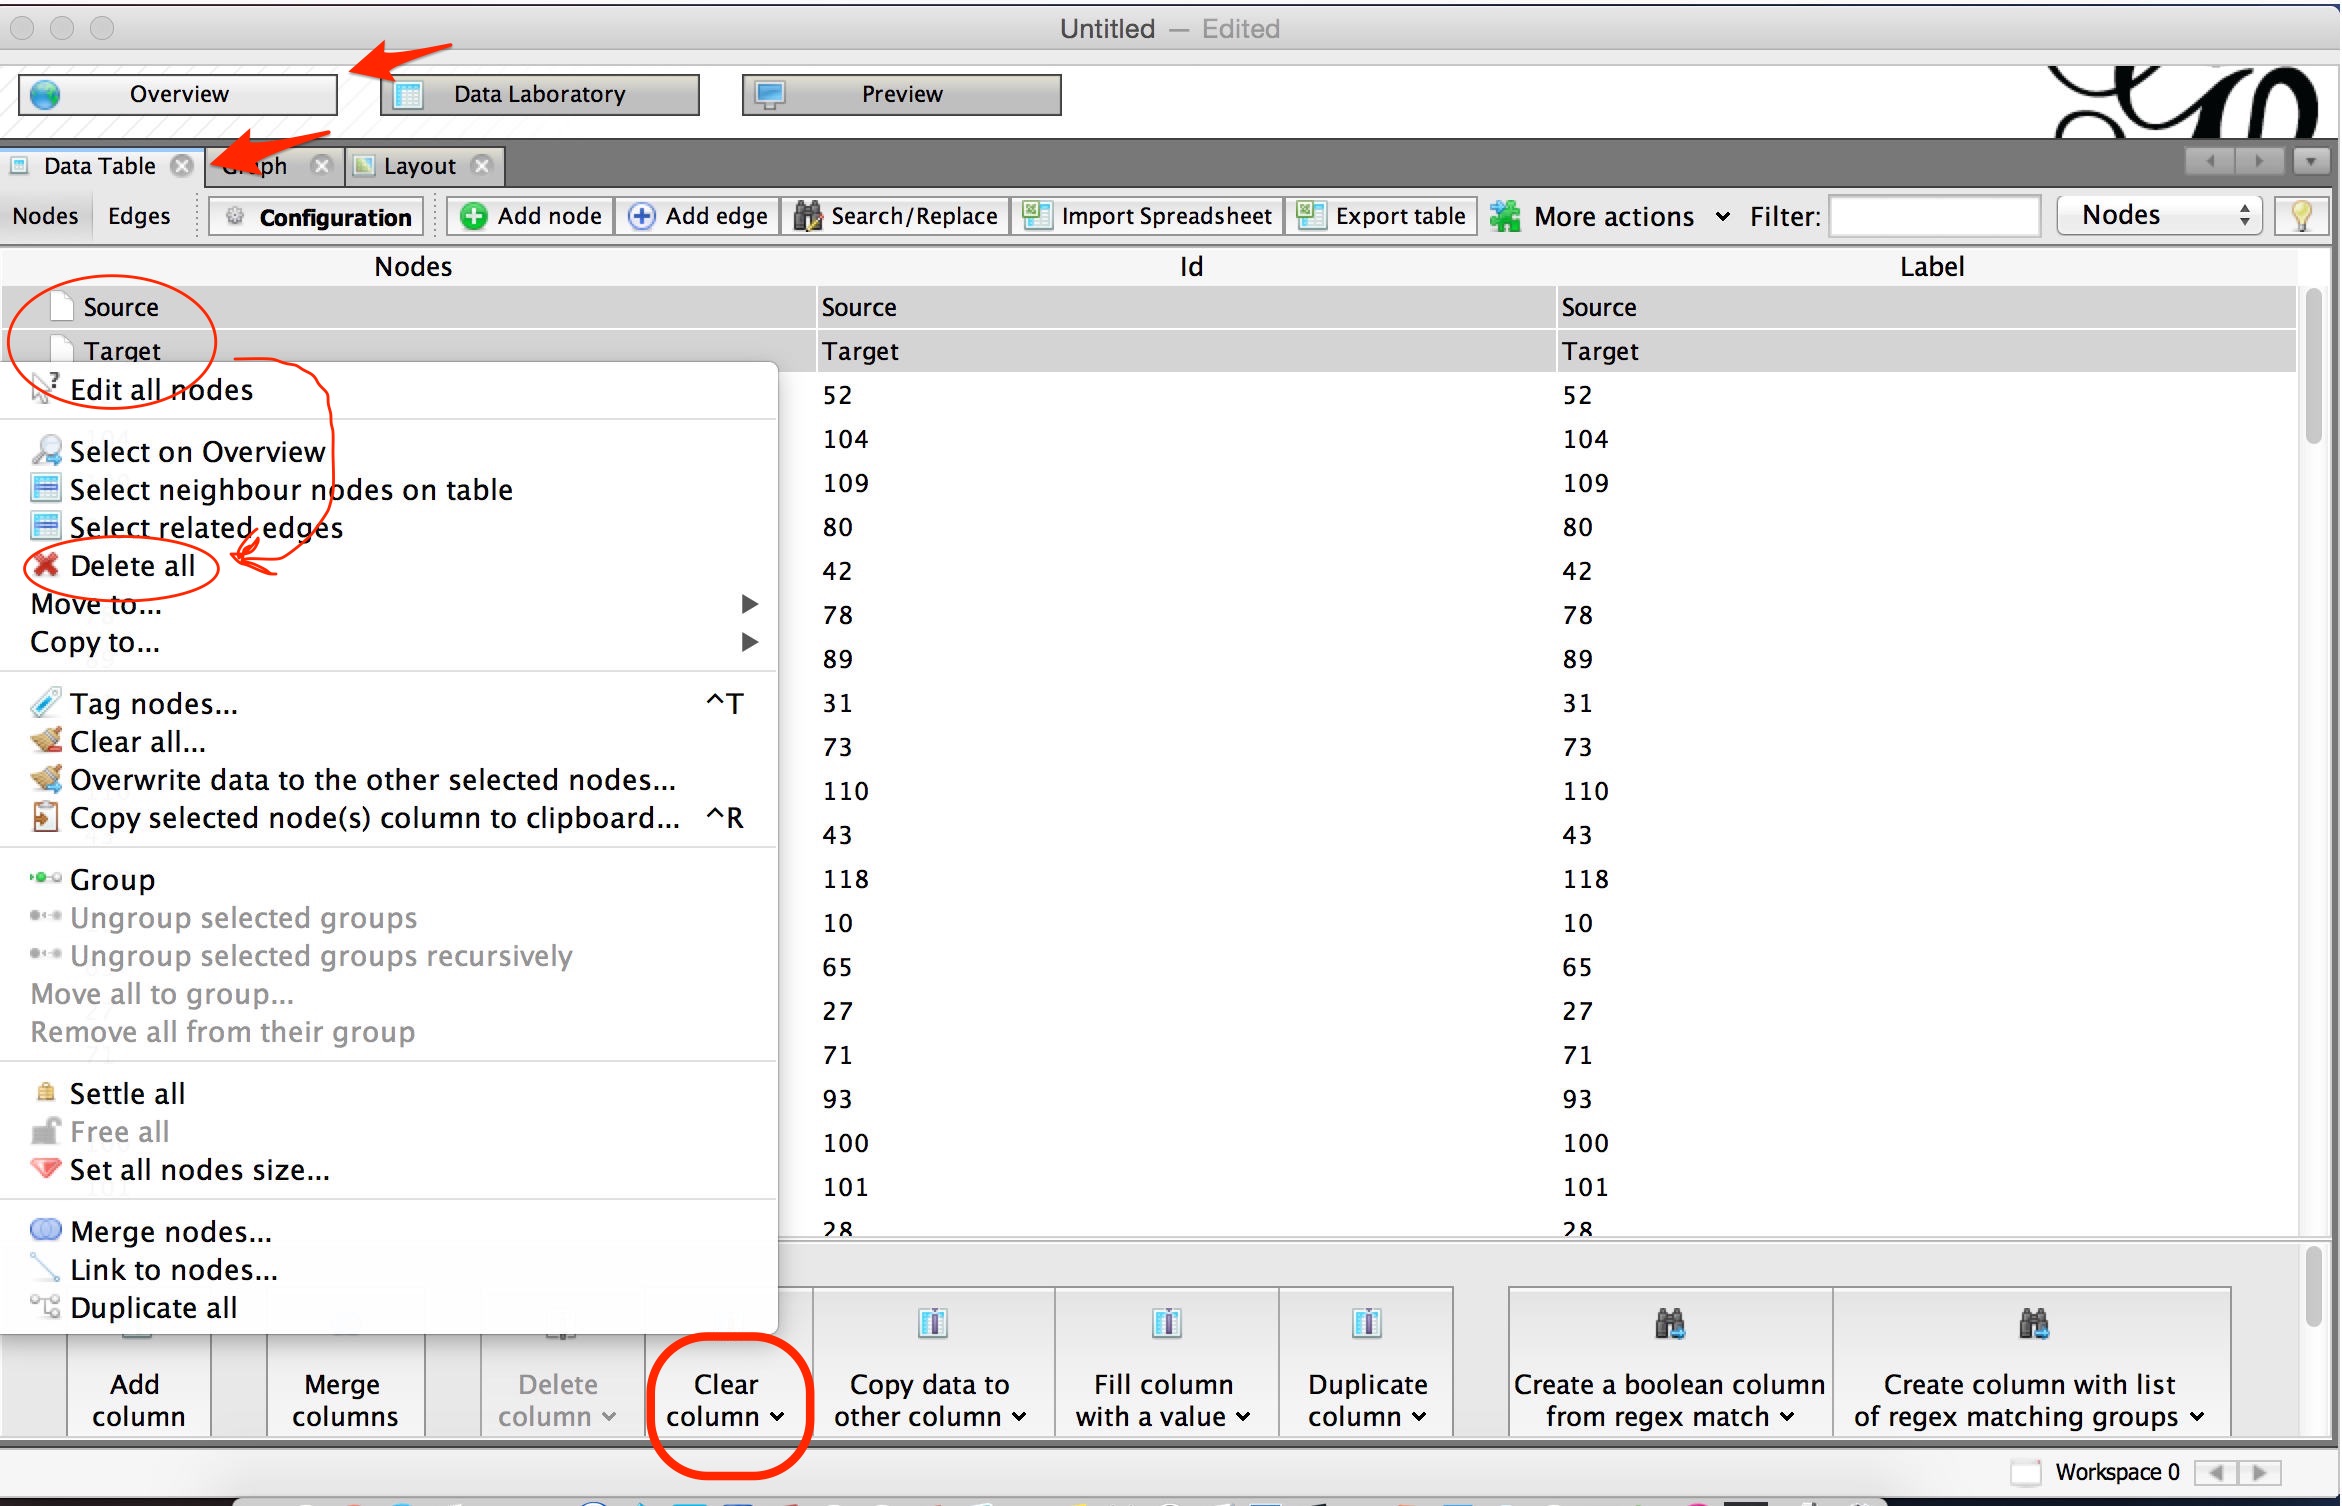 Untitled — Edited
Overview
Data Laboratory
Preview
Data Table
Layout
Nodes
Edges
Configuration
Add node
Add edge
Search/Replace
Import Spreadsheet
Export table
More actions
Filter:
Nodes
Nodes Id Label
Source Source Source
Target Target Target
Edit all nodes
Select on Overview
Select neighbour nodes on table
Select related edges
Delete all
Move to...
Copy to...
Tag nodes... ^T
Clear all...
Overwrite data to the other selected nodes...
Copy selected node(s) column to clipboard... ^R
Group
Ungroup selected groups
Ungroup selected groups recursively
Move all to group...
Remove all from their group
Settle all
Free all
Set all nodes size...
Merge nodes...
Link to nodes...
Duplicate all
52 52
104 104
109 109
80 80
42 42
78 78
89 89
31 31
73 73
110 110
43 43
118 118
10 10
65 65
27 27
71 71
93 93
100 100
101 101
28 28
Add
column
Merge
columns
Delete
column
Clear
column
Copy data to
other column
Fill column
with a value
Duplicate
column
Create a boolean column
from regex match
Create column with list
of regex matching groups
Workspace 0